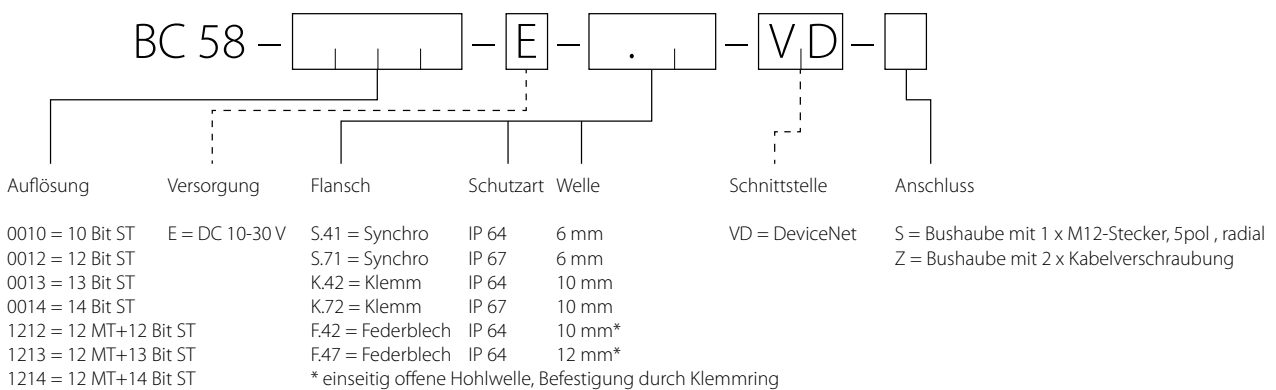 BC 58 – – E – . – VD –
Auflösung Versorgung Flansch Schutzart Welle Schnittstelle Anschluss
0010 = 10 Bit ST E = DC 10-30 V S.41 = Synchro IP 64 6 mm VD = DeviceNet S = Bushaube mit 1 x M12-Stecker, 5pol , radial
0012 = 12 Bit ST S.71 = Synchro IP 67 6 mm Z = Bushaube mit 2 x Kabelverschraubung
0013 = 13 Bit ST K.42 = Klemm IP 64 10 mm
0014 = 14 Bit ST K.72 = Klemm IP 67 10 mm
1212 = 12 MT+12 Bit ST F.42 = Federblech IP 64 10 mm*
1213 = 12 MT+13 Bit ST F.47 = Federblech IP 64 12 mm*
1214 = 12 MT+14 Bit ST * einseitig offene Hohlwelle, Befestigung durch Klemmring